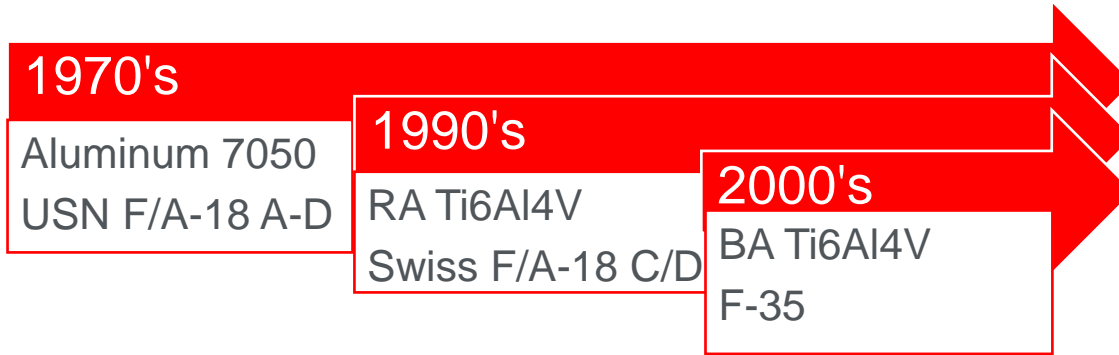 1970's
Aluminum 7050
USN F/A-18 A-D
1990's
RA Ti6Al4V
Swiss F/A-18 C/D
2000's
BA Ti6Al4V
F-35